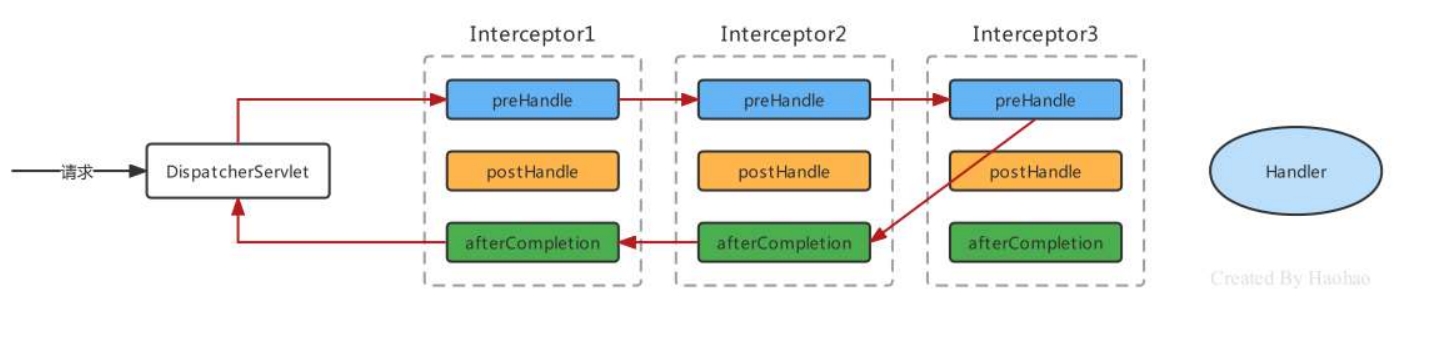 Interceptor1
Interceptor2
Interceptor3
preHandle
preHandle
preHandle
请求
DispatcherServlet
postHandle
postHandle
postHandle
Handler
afterCompletion
afterCompletion
afterCompletion
Created By Haohao